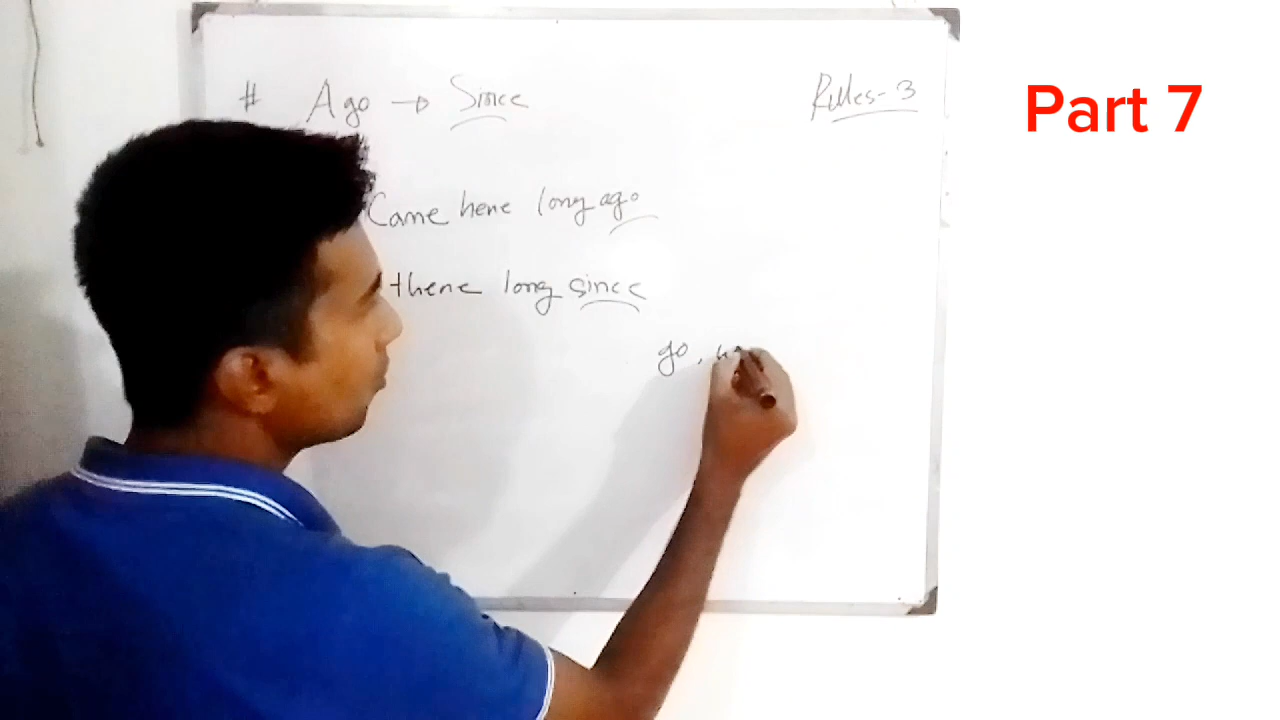 # Ago → Since
Rules-3
Part 7
Came here long ago
there long since
go,